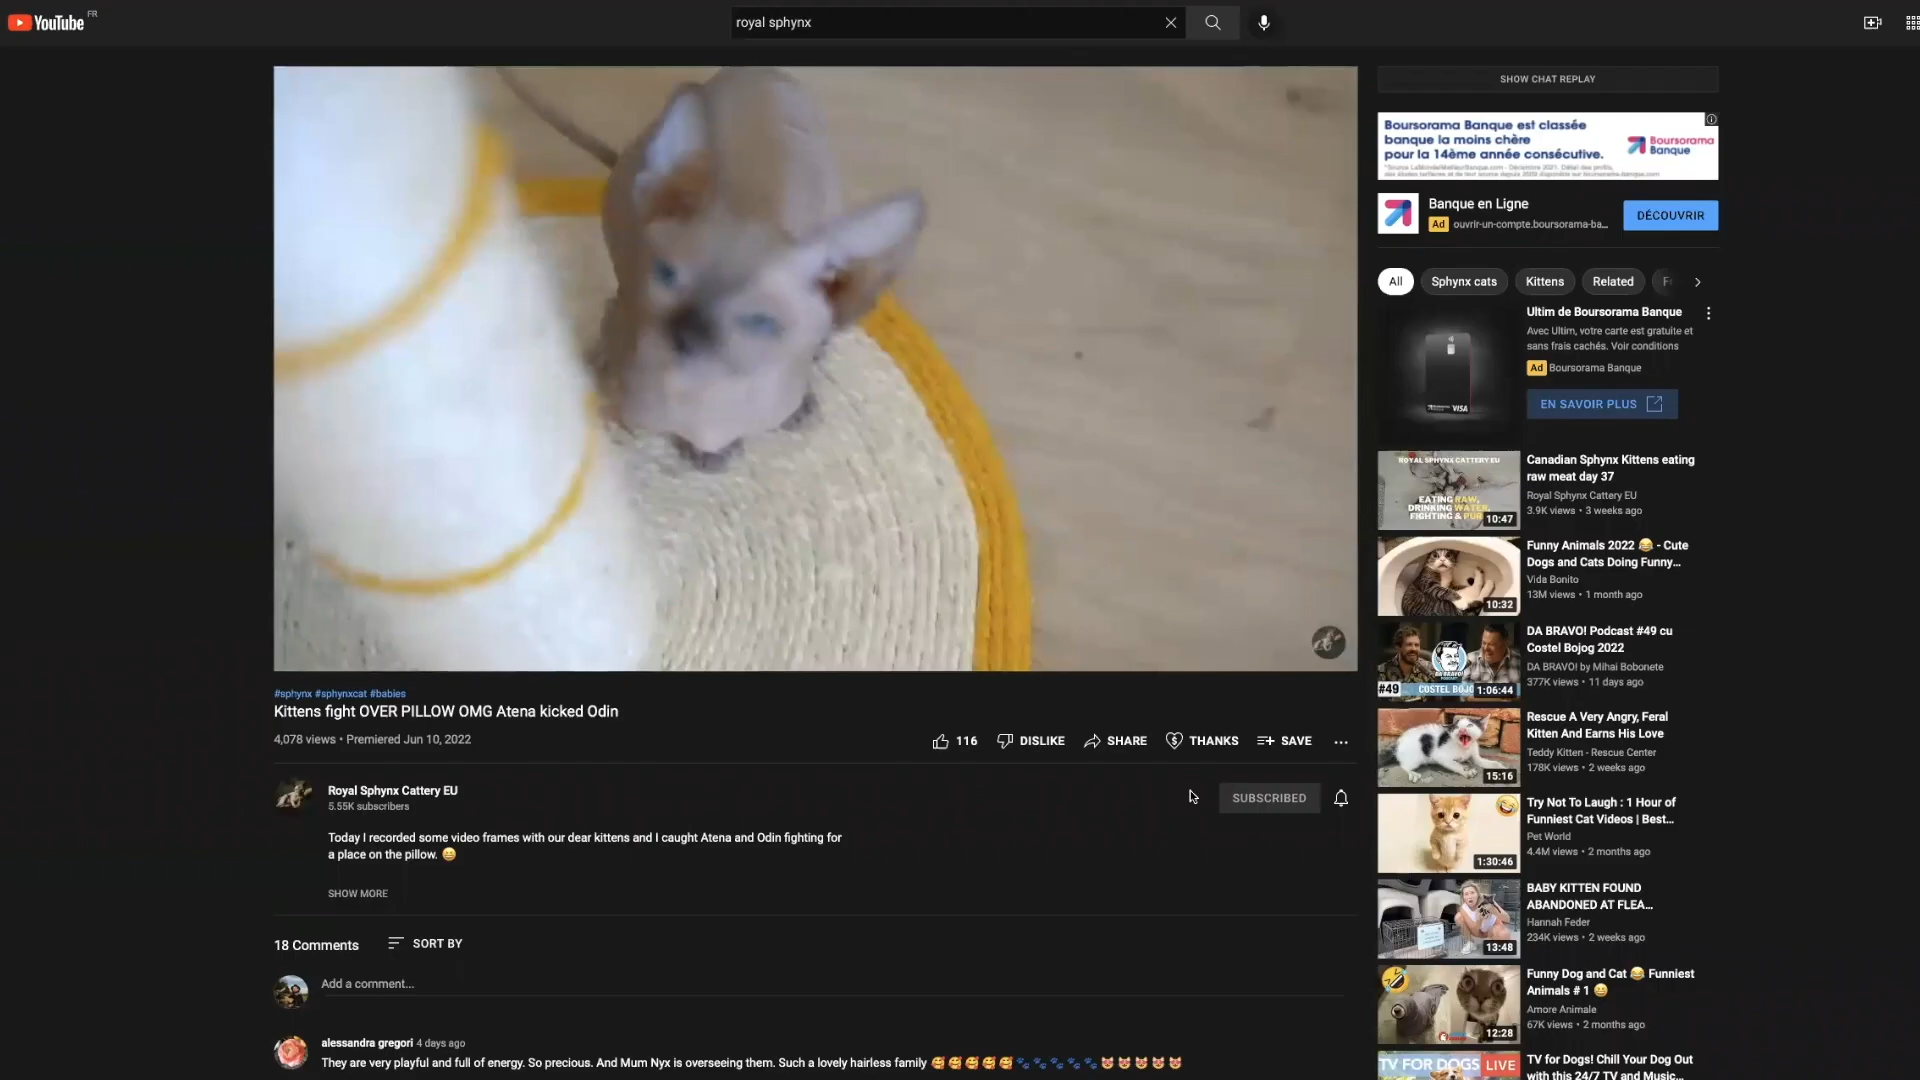 YouTube FR
royal sphynx
SHOW CHAT REPLAY
Boursorama Banque est classée
banque la moins chère
pour la 14ème année consécutive.
Boursorama
Banque
Banque en Ligne
Ad ouvrir-un-compte.boursorama-ba...
DÉCOUVRIR
All
Sphynx cats
Kittens
Related
Ultim de Boursorama Banque
Avec Ultim, votre carte est gratuite et
sans frais cachés. Voir conditions
Ad Boursorama Banque
EN SAVOIR PLUS
VISA
ROYAL SPHYNX CATTERY EU
EATING RAW,
DRINKING WATER,
FIGHTING & PUR
10:47
Canadian Sphynx Kittens eating
raw meat day 37
Royal Sphynx Cattery EU
3.9K views • 3 weeks ago
10:32
Funny Animals 2022 😂 - Cute
Dogs and Cats Doing Funny...
Vida Bonito
13M views • 1 month ago
#49
COSTEL BOJO
1:06:44
DA BRAVO! Podcast #49 cu
Costel Bojog 2022
DA BRAVO! by Mihai Bobonete
377K views • 11 days ago
15:16
Rescue A Very Angry, Feral
Kitten And Earns His Love
Teddy Kitten - Rescue Center
178K views • 2 weeks ago
1:30:46
Try Not To Laugh : 1 Hour of
Funniest Cat Videos | Best...
Pet World
4.4M views • 2 months ago
13:48
BABY KITTEN FOUND
ABANDONED AT FLEA...
Hannah Feder
234K views • 2 weeks ago
12:28
Funny Dog and Cat 😂 Funniest
Animals # 1 😄
Amore Animale
67K views • 2 months ago
TV FOR DOGS LIVE
TV for Dogs! Chill Your Dog Out
with this 24/7 TV and Music...
#sphynx #sphynxcat #babies
Kittens fight OVER PILLOW OMG Atena kicked Odin
4,078 views • Premiered Jun 10, 2022
116
DISLIKE
SHARE
THANKS
SAVE
Royal Sphynx Cattery EU
5.55K subscribers
SUBSCRIBED
Today I recorded some video frames with our dear kittens and I caught Atena and Odin fighting for
a place on the pillow. 😄
SHOW MORE
18 Comments
SORT BY
Add a comment...
alessandra gregori 4 days ago
They are very playful and full of energy. So precious. And Mum Nyx is overseeing them. Such a lovely hairless family 🥰🥰🥰🥰🥰🐾🐾🐾🐾🐾😻😻😻😻😻